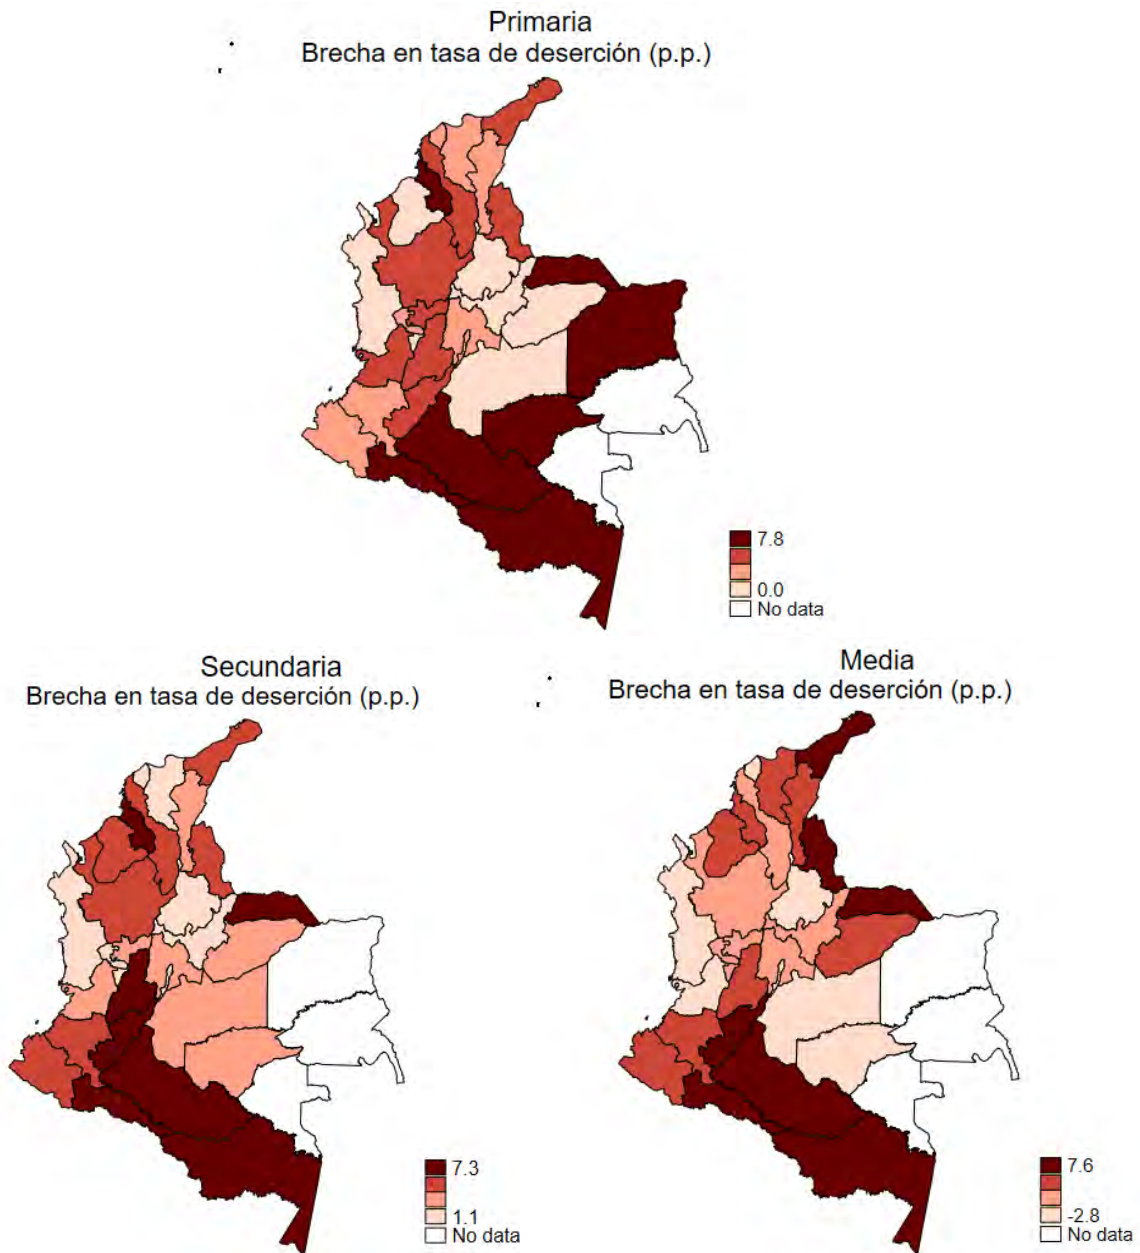 Primaria
Brecha en tasa de deserción (p.p.)
7.8
0.0
No data
Secundaria
Brecha en tasa de deserción (p.p.)
7.3
1.1
No data
Media
Brecha en tasa de deserción (p.p.)
7.6
-2.8
No data